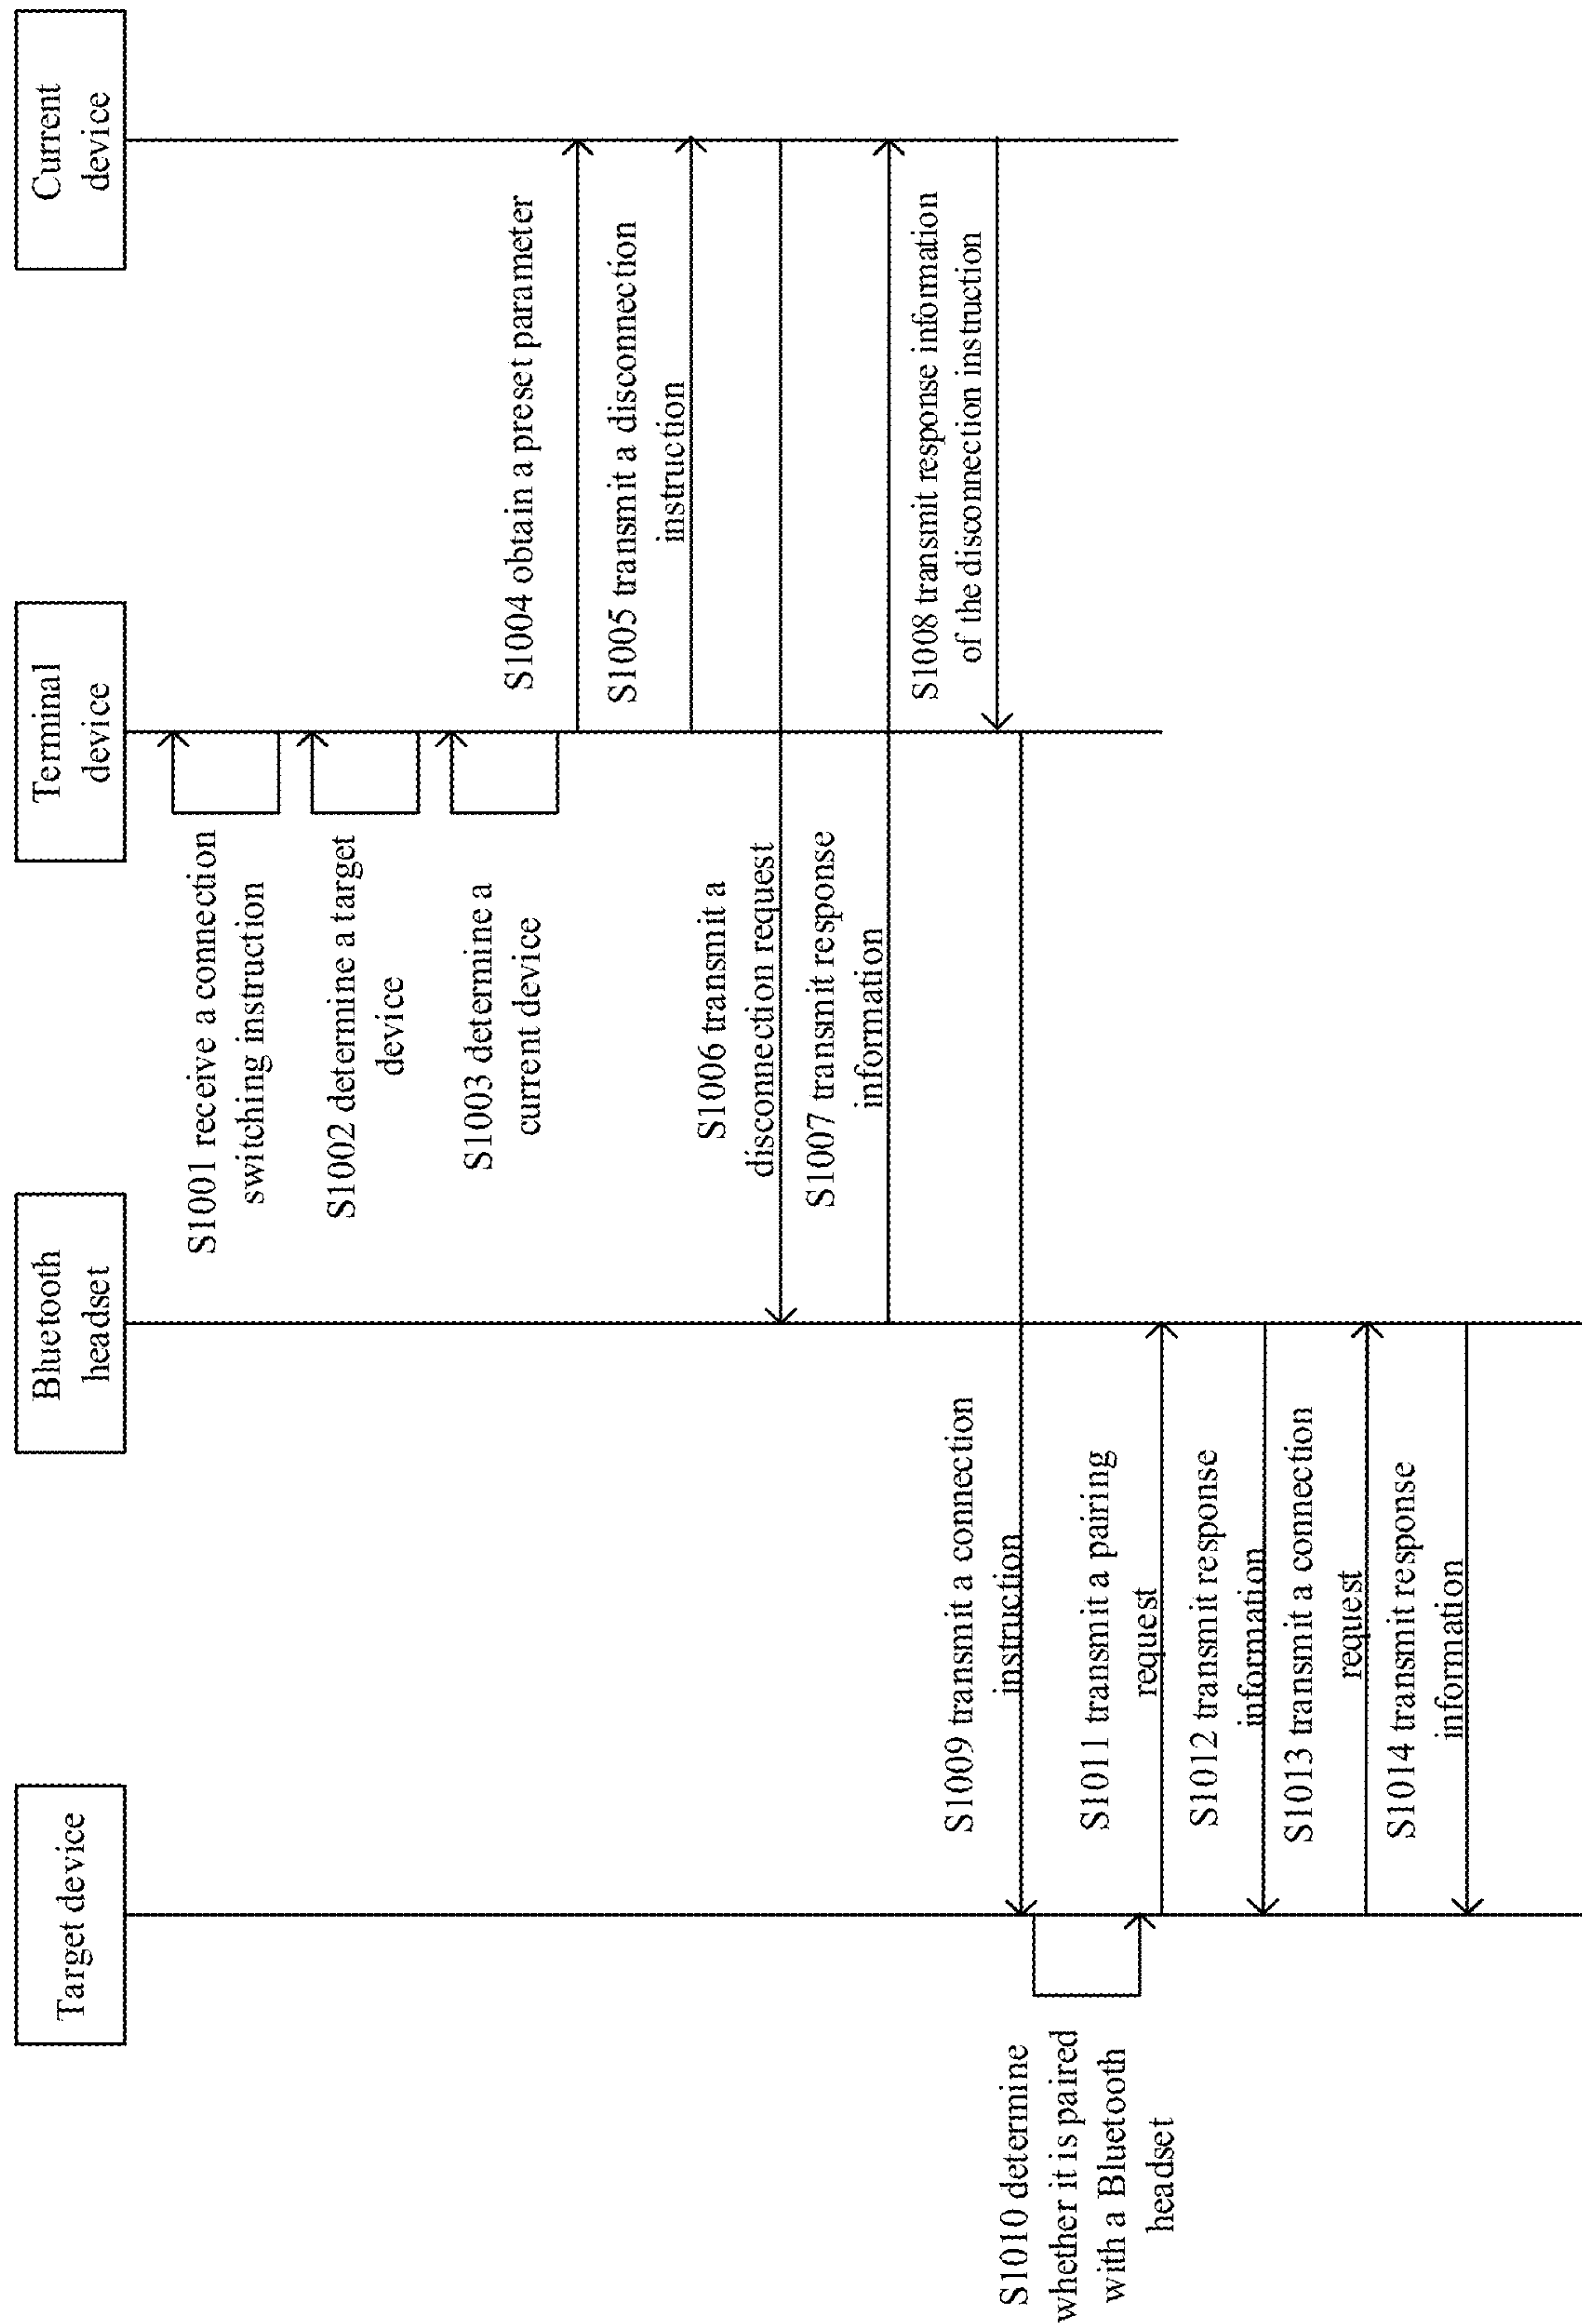 Target device
Bluetooth
headset
Terminal
device
Current
device
S1001 receive a connection
switching instruction
S1002 determine a target
device
S1003 determine a
current device
S1004 obtain a preset parameter
S1005 transmit a disconnection
instruction
S1006 transmit a
disconnection request
S1007 transmit response
information
S1008 transmit response information
of the disconnection instruction
S1009 transmit a connection
instruction
S1010 determine
whether it is paired
with a Bluetooth
headset
S1011 transmit a pairing
request
S1012 transmit response
information
S1013 transmit a connection
request
S1014 transmit response
information